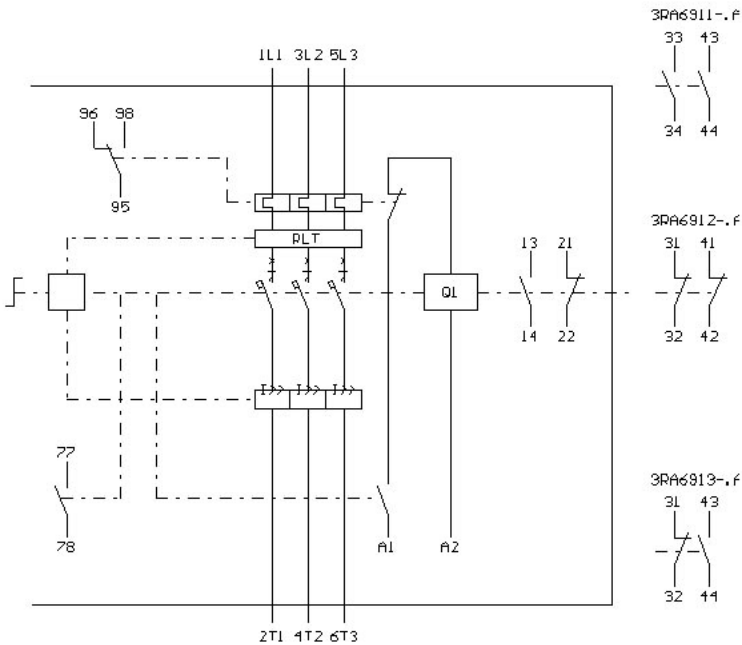 3RA6911-.A
33 43
34 44
1L1 3L2 5L3
96 98
95
RLT
13 21
14 22
Q1
3RA6912-.A
31 41
32 42
I>> I>> I>>
77
78
A1 A2
3RA6913-.A
31 43
32 44
2T1 4T2 6T3